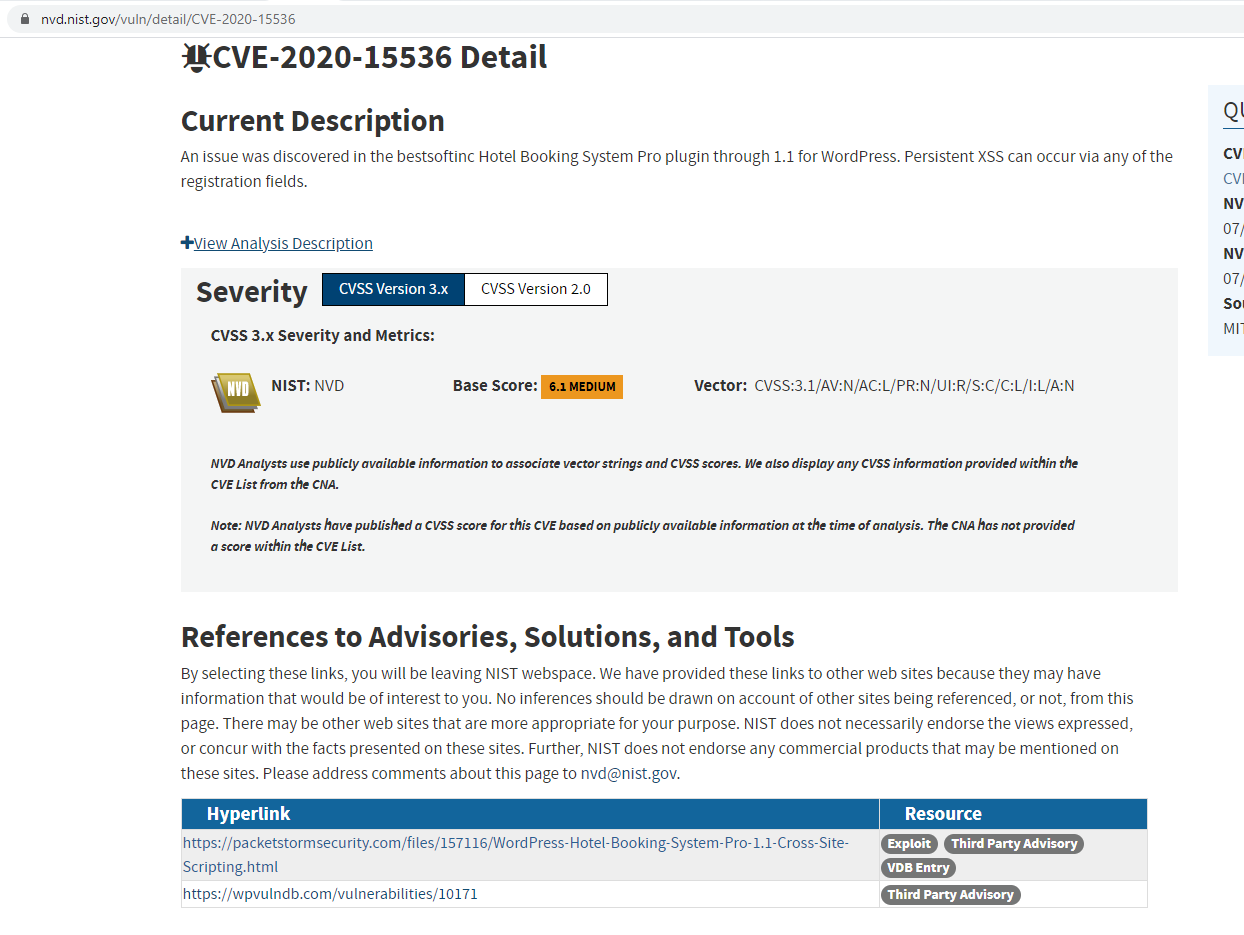 nvd.nist.gov/vuln/detail/CVE-2020-15536
CVE-2020-15536 Detail
Current Description
An issue was discovered in the bestsoftinc Hotel Booking System Pro plugin through 1.1 for WordPress. Persistent XSS can occur via any of the
registration fields.
View Analysis Description
Severity
CVSS Version 3.x
CVSS Version 2.0
CVSS 3.x Severity and Metrics:
NVD
NIST: NVD
Base Score: 6.1 MEDIUM
Vector: CVSS:3.1/AV:N/AC:L/PR:N/UI:R/S:C/C:L/I:L/A:N
NVD Analysts use publicly available information to associate vector strings and CVSS scores. We also display any CVSS information provided within the
CVE List from the CNA.
Note: NVD Analysts have published a CVSS score for this CVE based on publicly available information at the time of analysis. The CNA has not provided
a score within the CVE List.
References to Advisories, Solutions, and Tools
By selecting these links, you will be leaving NIST webspace. We have provided these links to other web sites because they may have
information that would be of interest to you. No inferences should be drawn on account of other sites being referenced, or not, from this
page. There may be other web sites that are more appropriate for your purpose. NIST does not necessarily endorse the views expressed,
or concur with the facts presented on these sites. Further, NIST does not endorse any commercial products that may be mentioned on
these sites. Please address comments about this page to nvd@nist.gov.
Hyperlink Resource
https://packetstormsecurity.com/files/157116/WordPress-Hotel-Booking-System-Pro-1.1-Cross-Site-
Scripting.html
Exploit Third Party Advisory
VDB Entry
https://wpvulndb.com/vulnerabilities/10171
Third Party Advisory
NV
07/
NV
07/